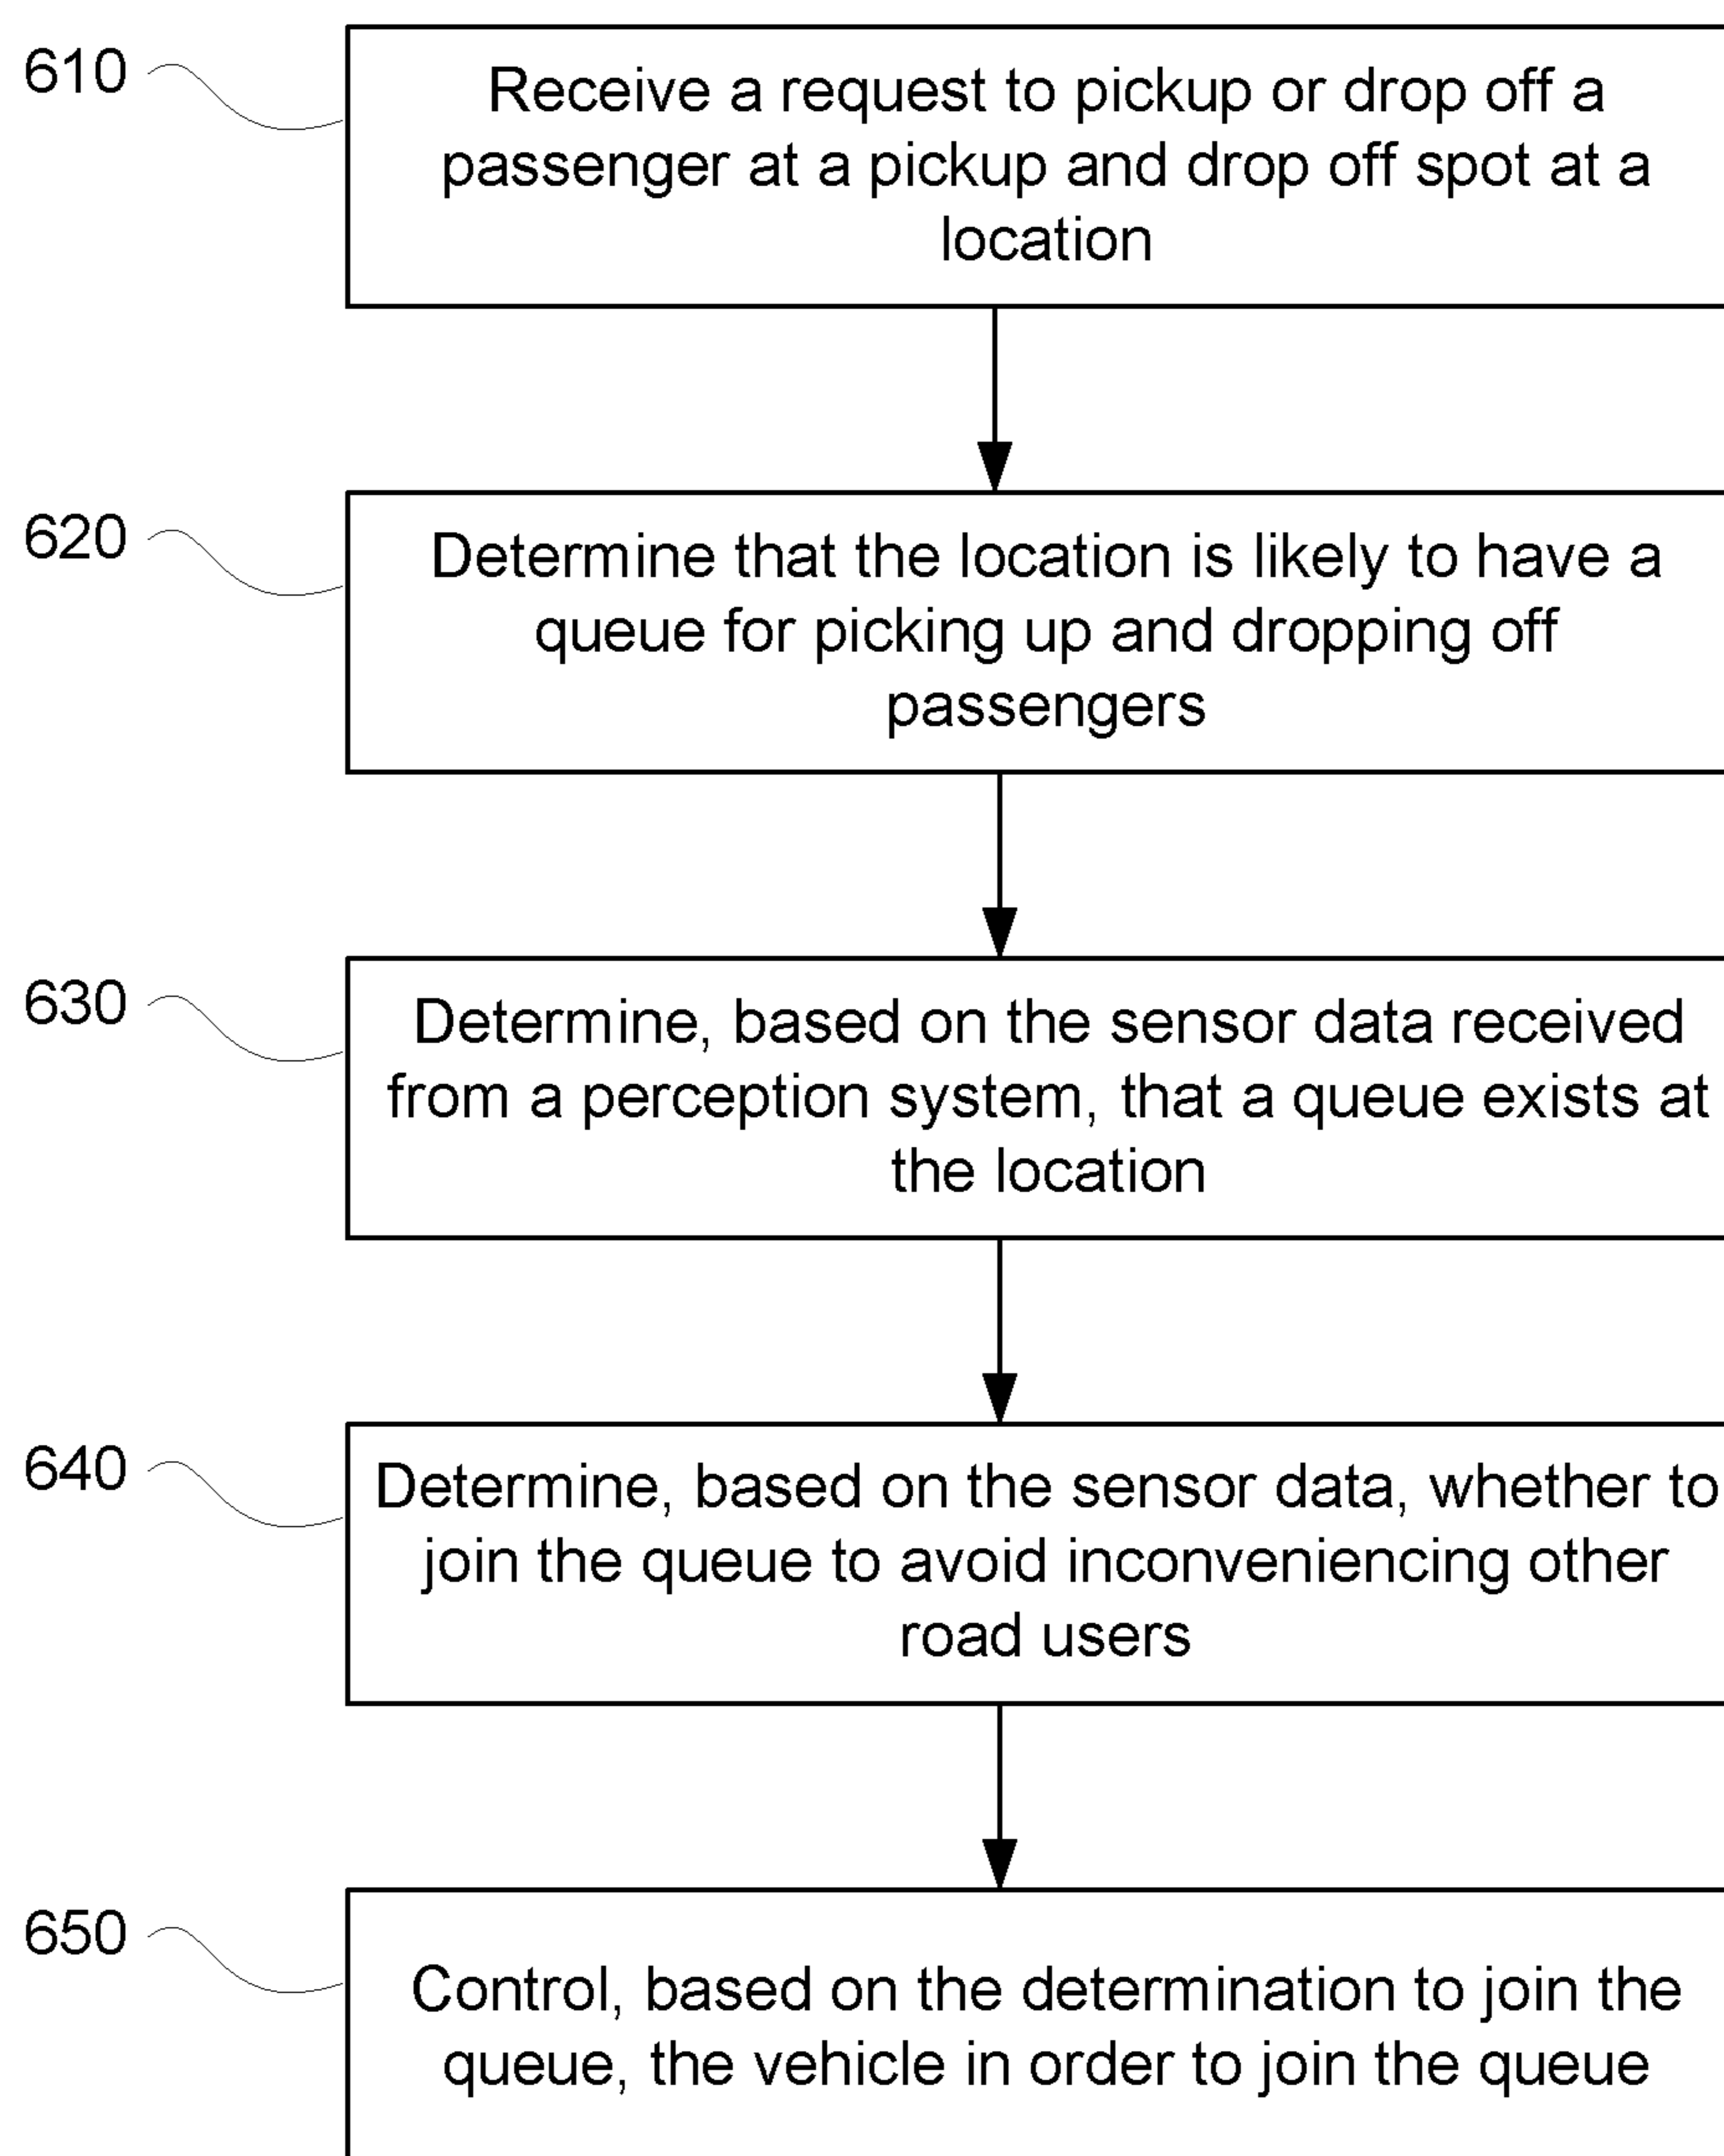 610
Receive a request to pickup or drop off a
passenger at a pickup and drop off spot at a
location
620
Determine that the location is likely to have a
queue for picking up and dropping off
passengers
630
Determine, based on the sensor data received
from a perception system, that a queue exists at
the location
640
Determine, based on the sensor data, whether to
join the queue to avoid inconveniencing other
road users
650
Control, based on the determination to join the
queue, the vehicle in order to join the queue